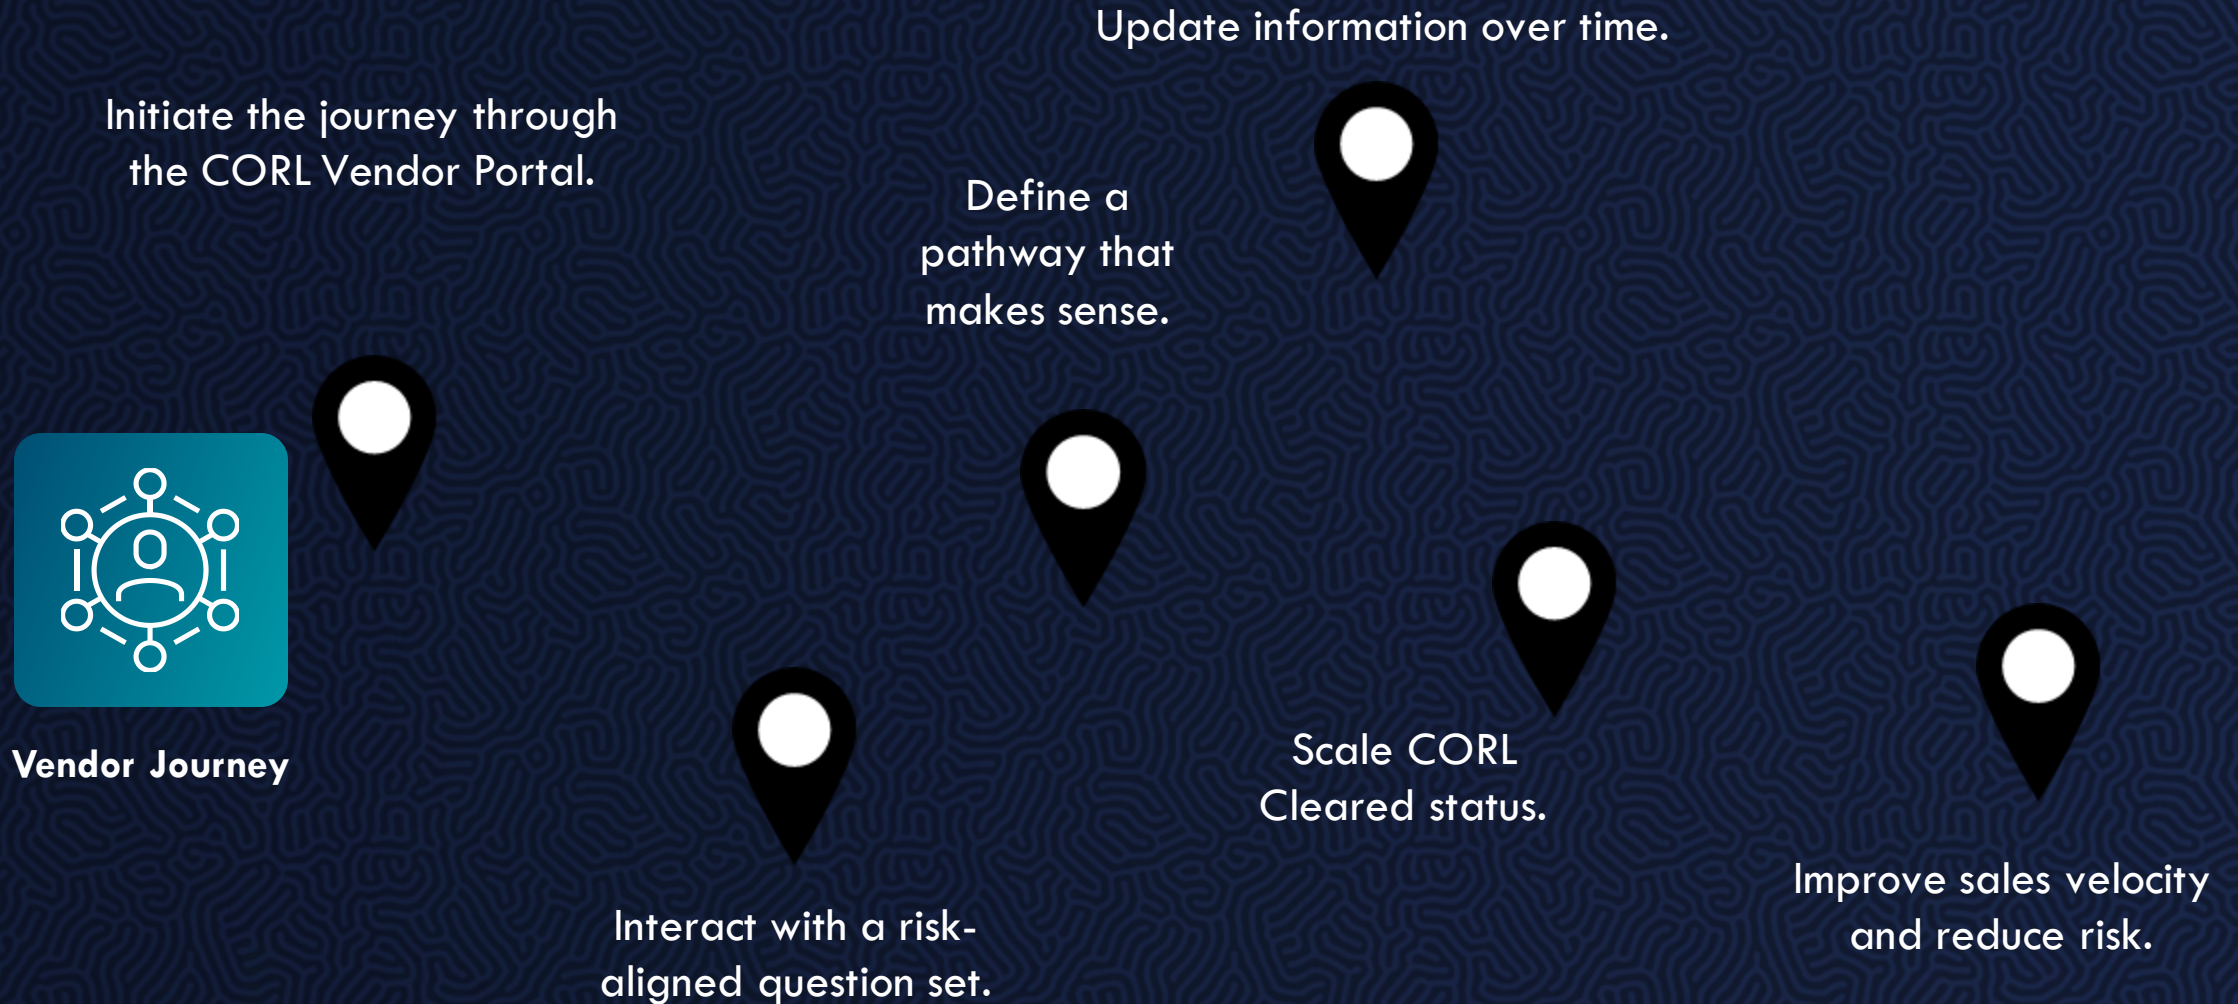 Update information over time.
Initiate the journey through
the CORL Vendor Portal.
Define a
pathway that
makes sense.
Vendor Journey
Scale CORL
Cleared status.
Improve sales velocity
and reduce risk.
Interact with a risk-
aligned question set.